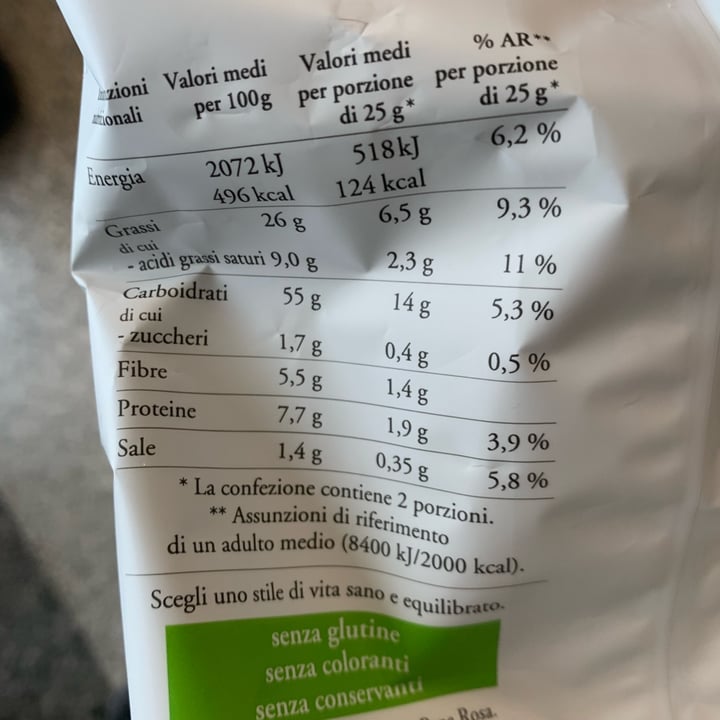 Valori medi Valori medi % AR**
per 100g per porzione per porzione
di 25 g* di 25 g*
Energia 2072 kJ 518 kJ 6,2 %
496 kcal 124 kcal
Grassi 26 g 6,5 g 9,3 %
di cui
- acidi grassi saturi 9,0 g 2,3 g 11 %
Carboidrati 55 g 14 g 5,3 %
di cui
- zuccheri 1,7 g 0,4 g 0,5 %
Fibre 5,5 g 1,4 g
Proteine 7,7 g 1,9 g 3,9 %
Sale 1,4 g 0,35 g 5,8 %
* La confezione contiene 2 porzioni.
** Assunzioni di riferimento
di un adulto medio (8400 kJ/2000 kcal).
Scegli uno stile di vita sano e equilibrato.
senza glutine
senza coloranti
senza conservanti
Rosa.